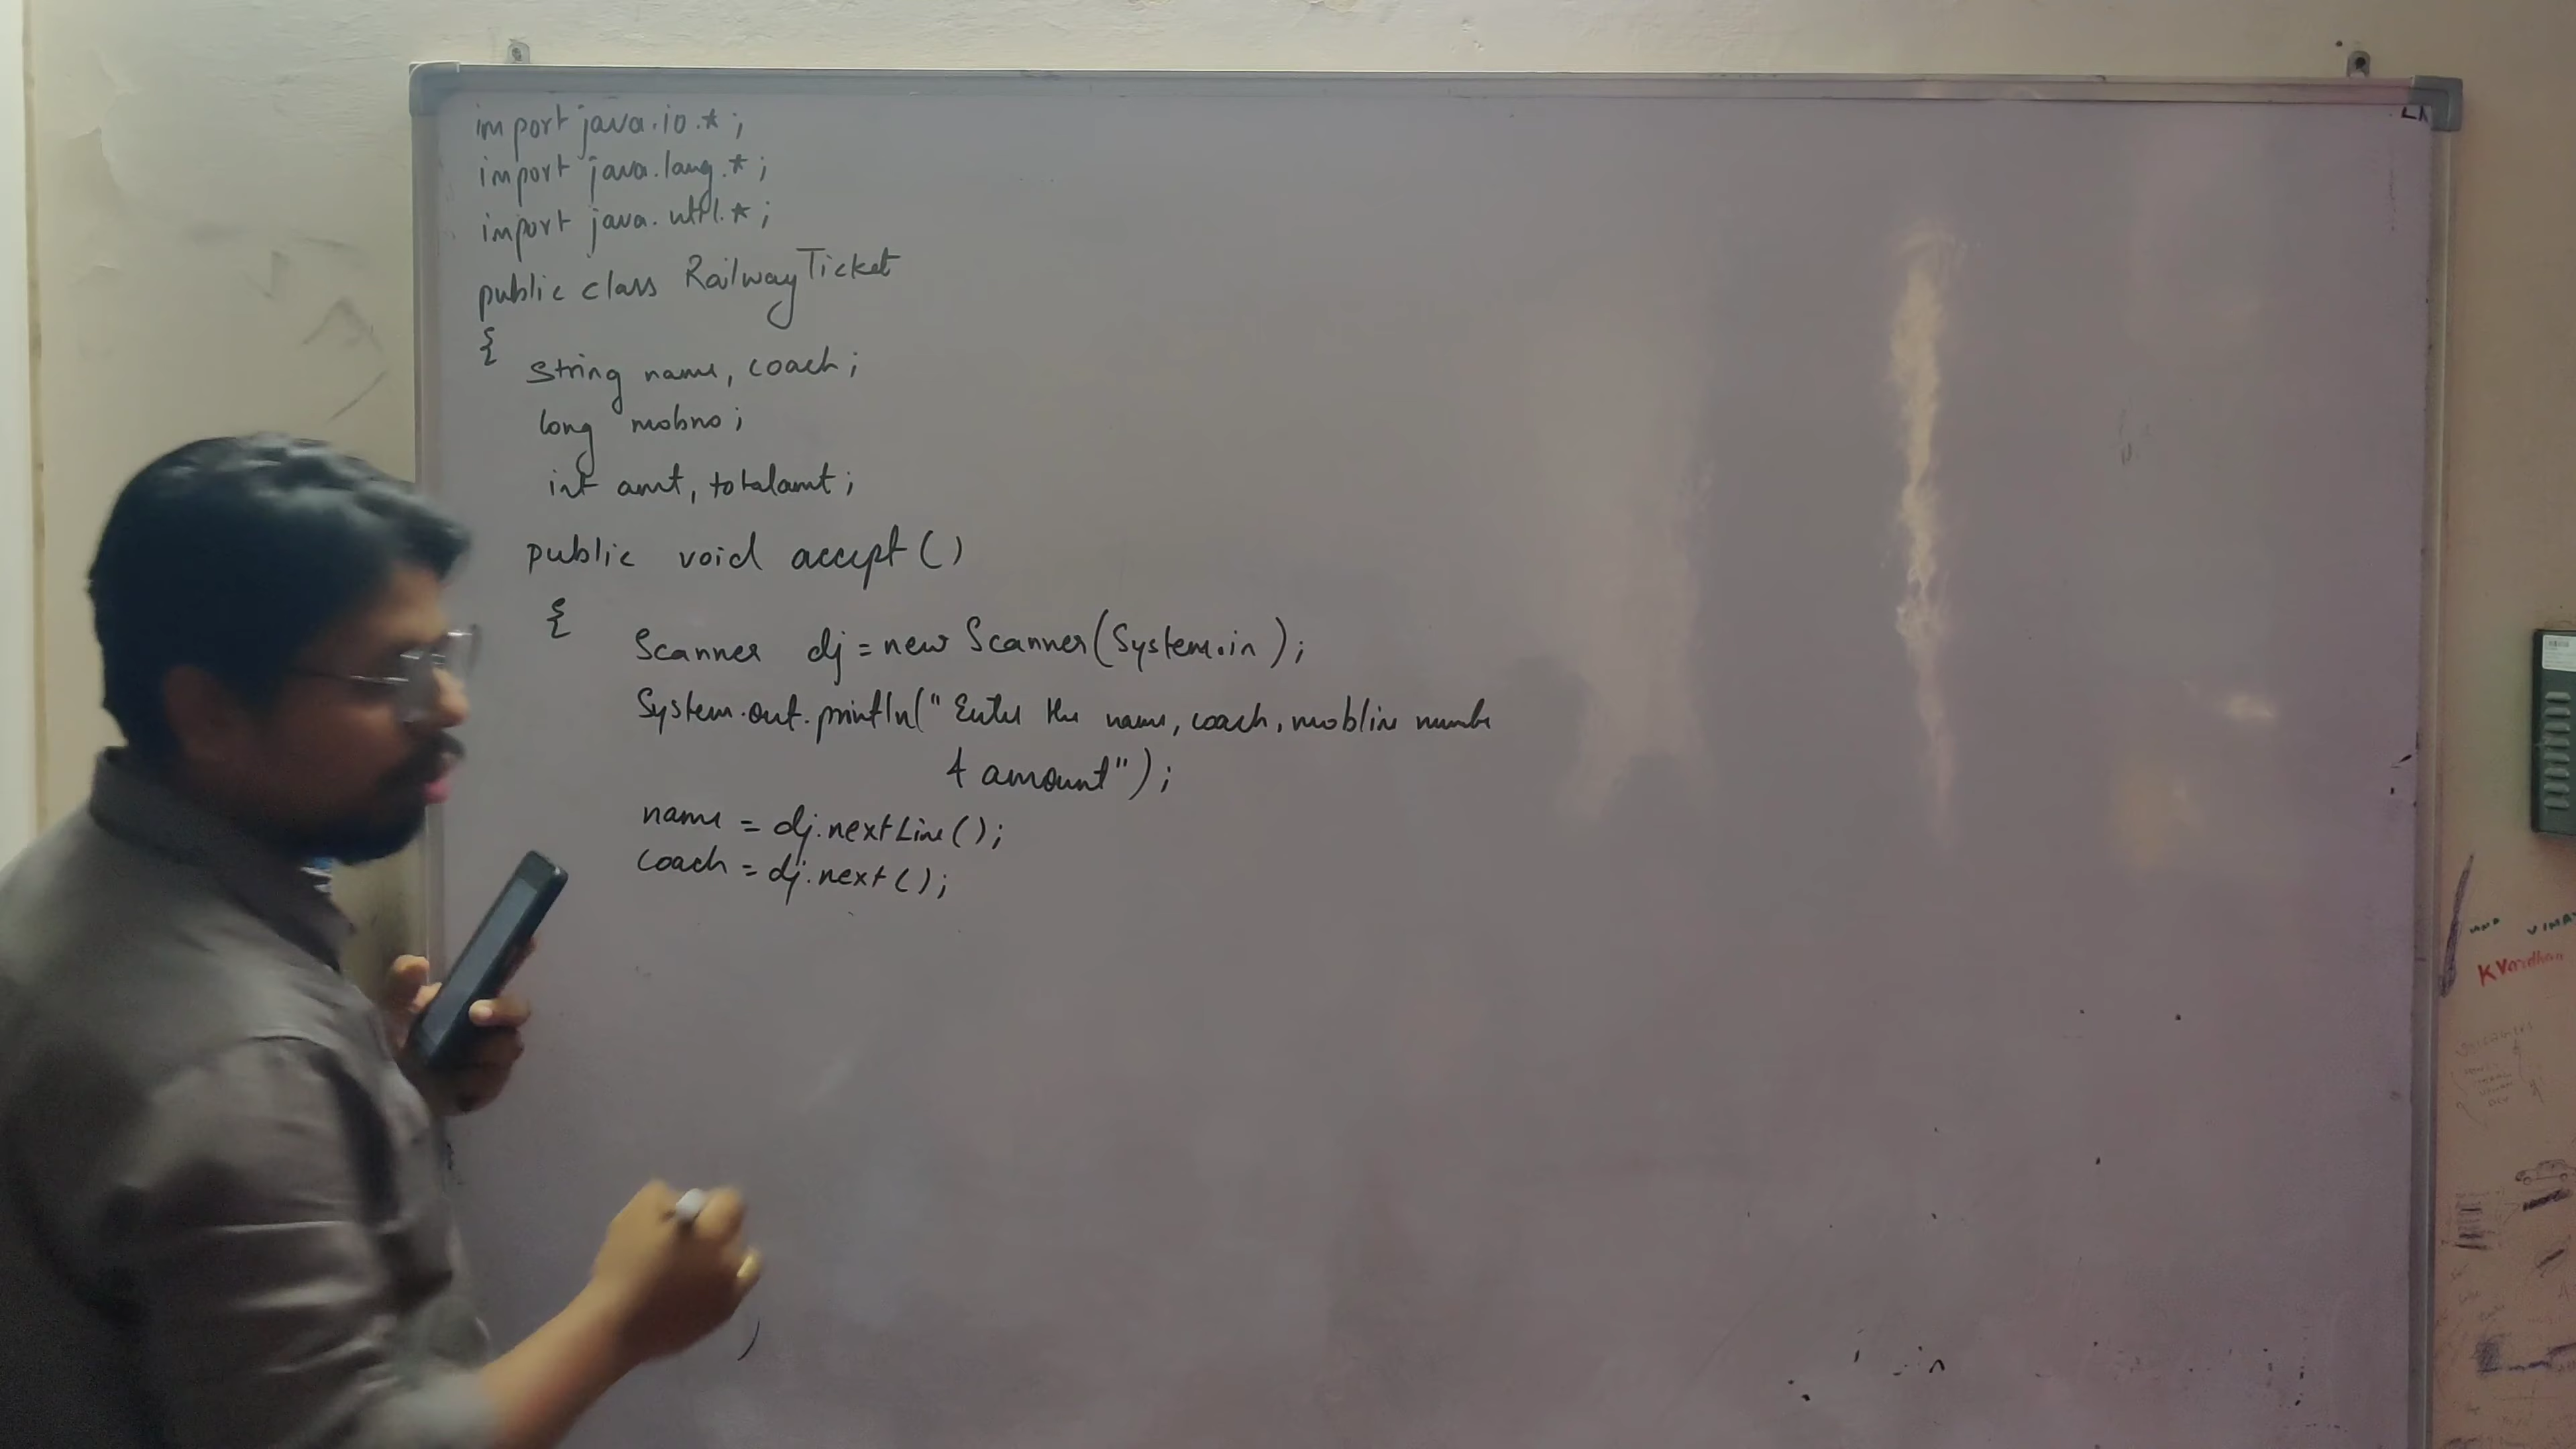 import java.io.*;
import java.lang.*;
import java.util.*;
public class RailwayTicket
{
String name, coach;
long mobno;
int amt, totalamt;
public void accept()
{
Scanner dj = new Scanner(System.in);
System.out.println("Enter the name, coach, mobline numbe
& amount");
name = dj.nextLine();
coach = dj.next();
KVardhan